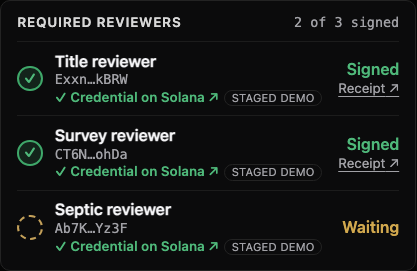 REQUIRED REVIEWERS 2 of 3 signed
Title reviewer
Exxn…kBRW
✓ Credential on Solana ↗ STAGED DEMO
Signed
Receipt ↗
Survey reviewer
CT6N…ohDa
✓ Credential on Solana ↗ STAGED DEMO
Signed
Receipt ↗
Septic reviewer
Ab7K…Yz3F
✓ Credential on Solana ↗ STAGED DEMO
Waiting